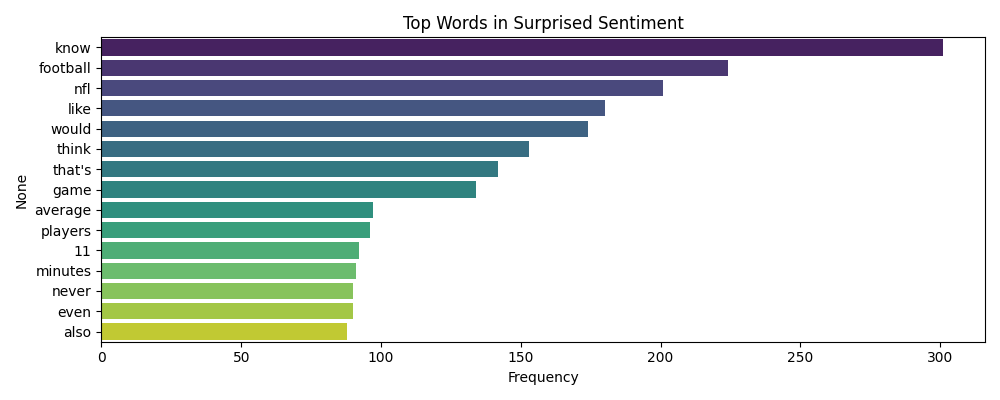 Top Words in Surprised Sentiment
know
football
nfl
like
would
think
that's
game
average
players
11
minutes
never
even
also
None
0 50 100 150 200 250 300
Frequency